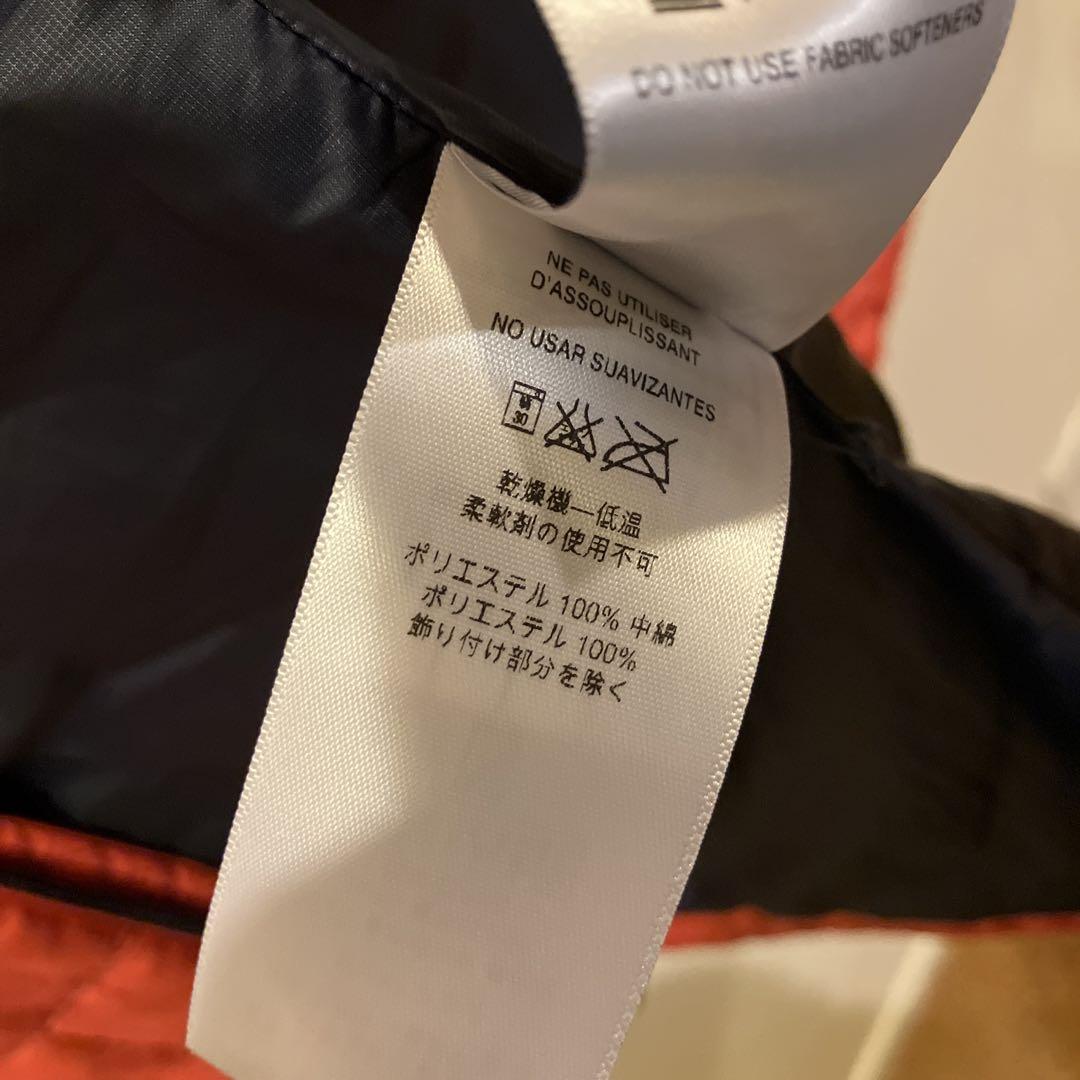 DO NOT USE FABRIC SOFTENERS
NE PAS UTILISER
D'ASSOUPLISSANT
NO USAR SUAVIZANTES
30
乾燥機—低温
柔軟剤の使用不可
ポリエステル 100% 中綿
ポリエステル 100%
飾り付け部分を除く